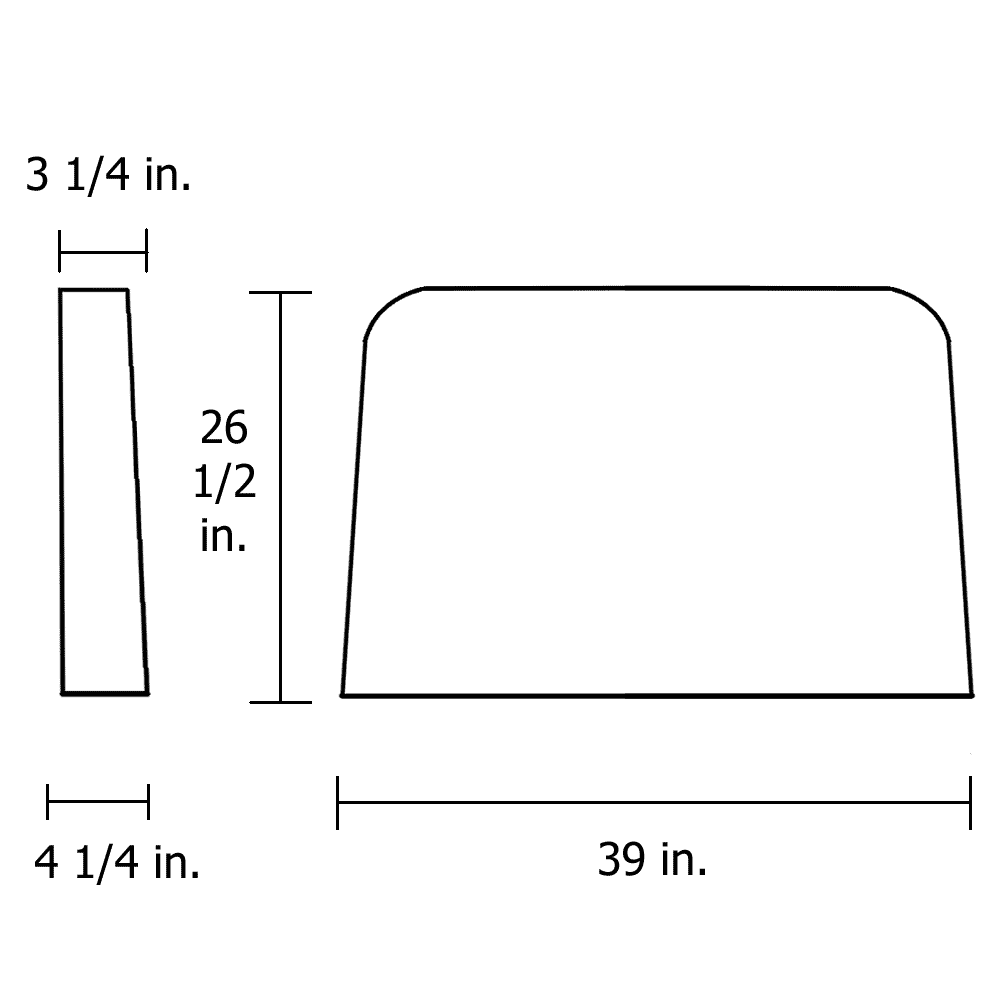 3 1/4 in.
26
1/2
in.
4 1/4 in.
39 in.